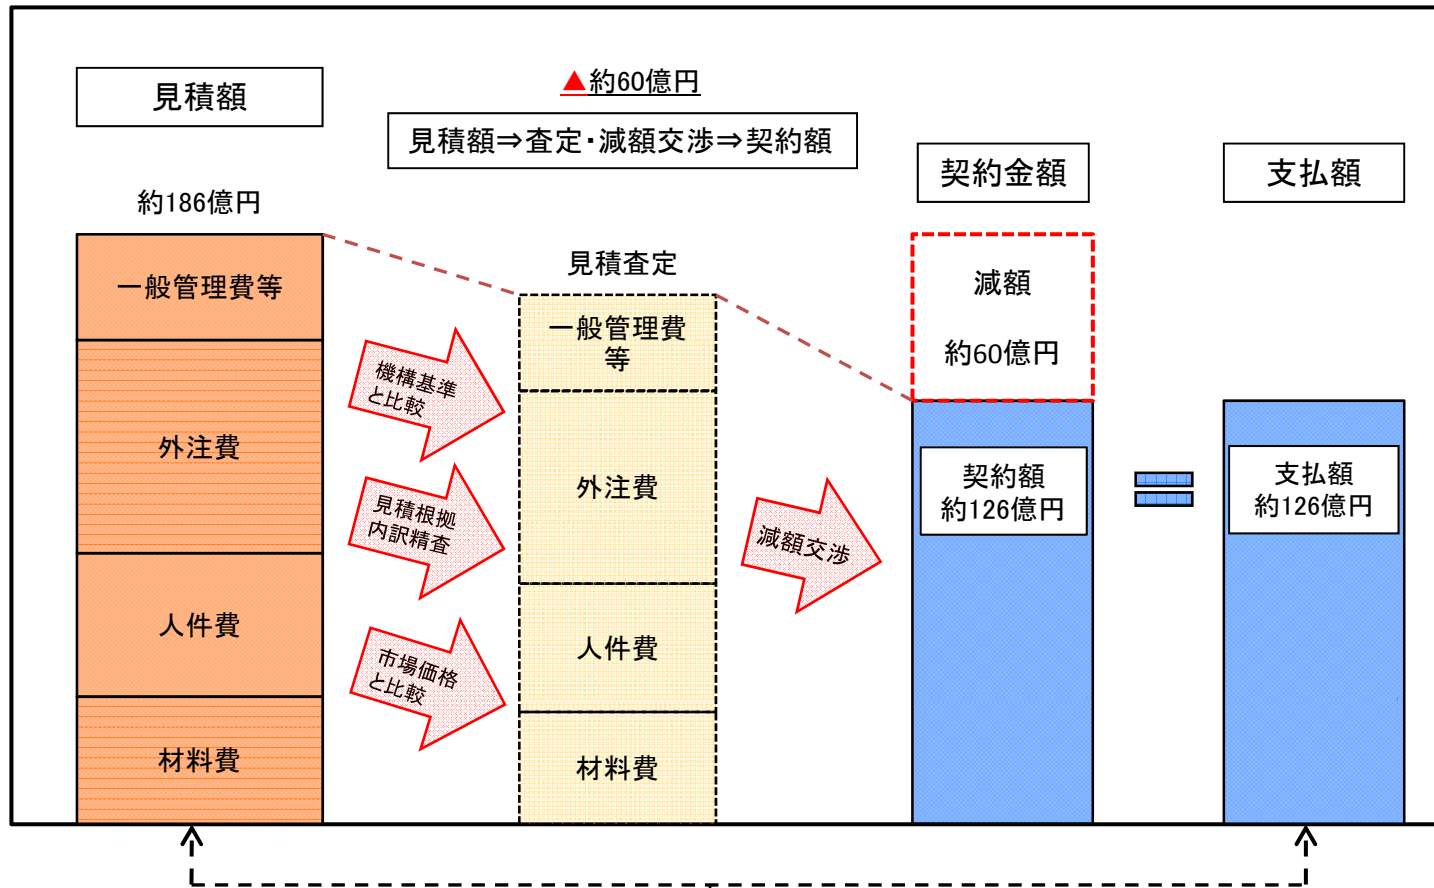 見積額
▲約60億円
見積額⇒査定・減額交渉⇒契約額
契約金額
支払額
約186億円
一般管理費等
外注費
人件費
材料費
機構基準
と比較
見積根拠
内訳精査
市場価格
と比較
見積査定
一般管理費
等
外注費
人件費
材料費
減額交渉
減額
約60億円
契約額
約126億円
支払額
約126億円